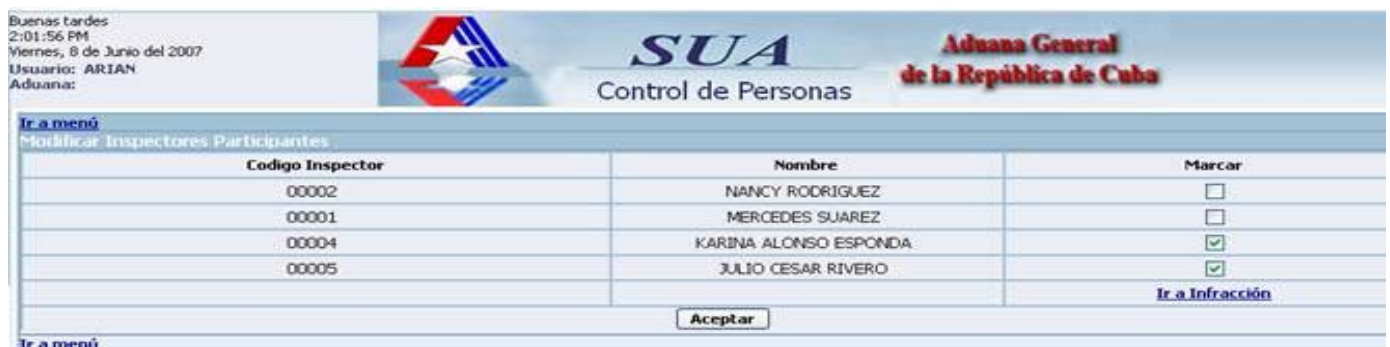 Buenas tardes
2:01:56 PM
Viernes, 8 de Junio del 2007
Usuario: ARIAN
Aduana:
SUA
Control de Personas
Aduana General
de la República de Cuba
Ir a menú
Modificar Inspectores Participantes
Codigo Inspector Nombre Marcar
00002 NANCY RODRIGUEZ
00001 MERCEDES SUAREZ
00004 KARINA ALONSO ESPONDA
00005 JULIO CESAR RIVERO
Ir a Infracción
Aceptar
Ir a menú